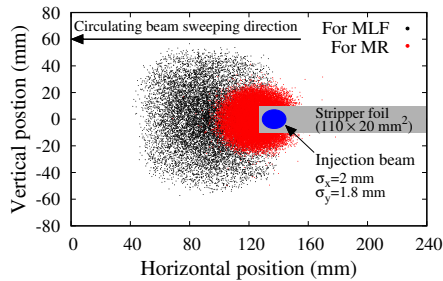 Circulating beam sweeping direction
For MLF
For MR
Stripper foil
(110 × 20 mm²)
Injection beam
σx=2 mm
σy=1.8 mm
Vertical postion (mm)
80
60
40
20
0
-20
-40
-60
-80
0 40 80 120 160 200 240
Horizontal position (mm)